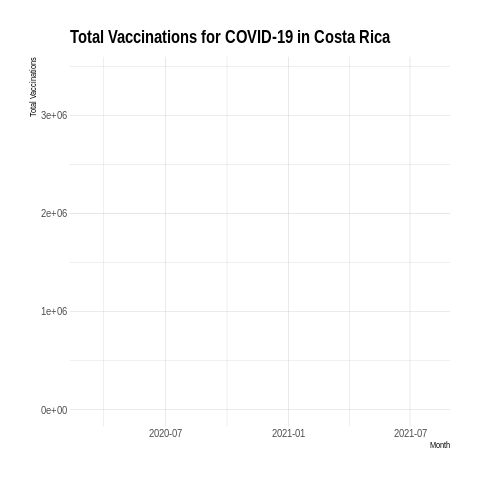 Total Vaccinations for COVID-19 in Costa Rica
Total Vaccinations
3e+06
2e+06
1e+06
0e+00
2020-07 2021-01 2021-07
Month